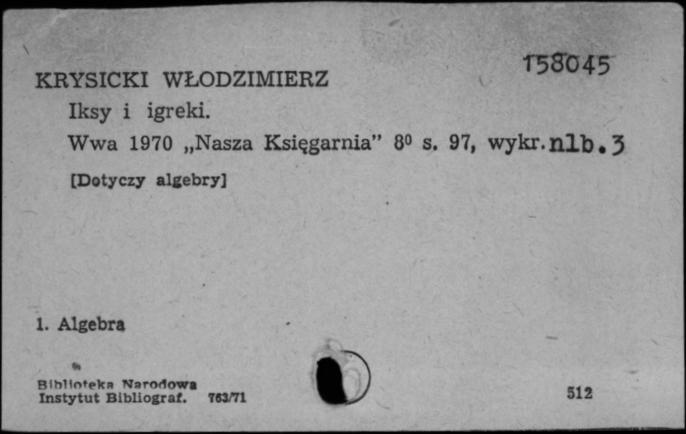 158045
KRYSICKI WŁODZIMIERZ
Iksy i igreki.
Wwa 1970 „Nasza Księgarnia” 8⁰ s. 97, wykr. nlb. 3
[Dotyczy algebry]
1. Algebra
Biblioteka Narodowa
Instytut Bibliograf. 763/71
512